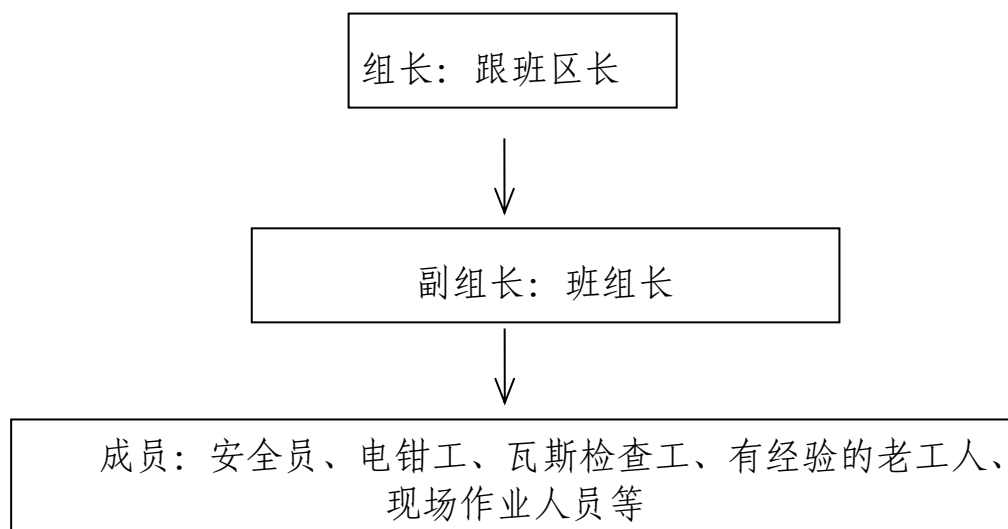 组长：跟班区长
副组长：班组长
成员：安全员、电钳工、瓦斯检查工、有经验的老工人、
现场作业人员等